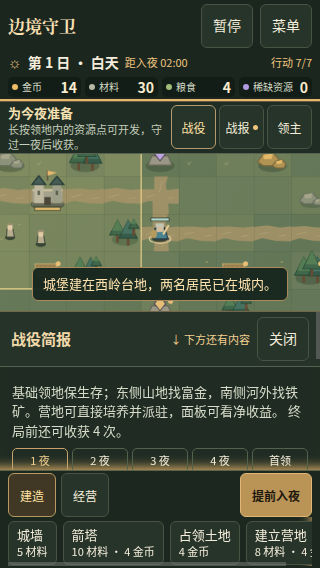 边境守卫
暂停
菜单
第 1 日 · 白天 距入夜 02:00
行动 7/7
金币 14
材料 30
粮食 4
稀缺资源 0
为今夜准备
长按领地内的资源点可开发，守
过一夜后收获。
战役
战报
领主
城堡建在西岭台地，两名居民已在城内。
战役简报
↓ 下方还有内容
关闭
基础领地保生存；东侧山地找富金，南侧河外找铁
矿。营地可直接培养并派驻，面板可看净收益。 终
局前还可收获 4 次。
1 夜
2 夜
3 夜
4 夜
首领
建造
经营
提前入夜
城墙
5 材料
箭塔
10 材料 · 4 金币
占领土地
4 金币
建立营地
8 材料 · 4